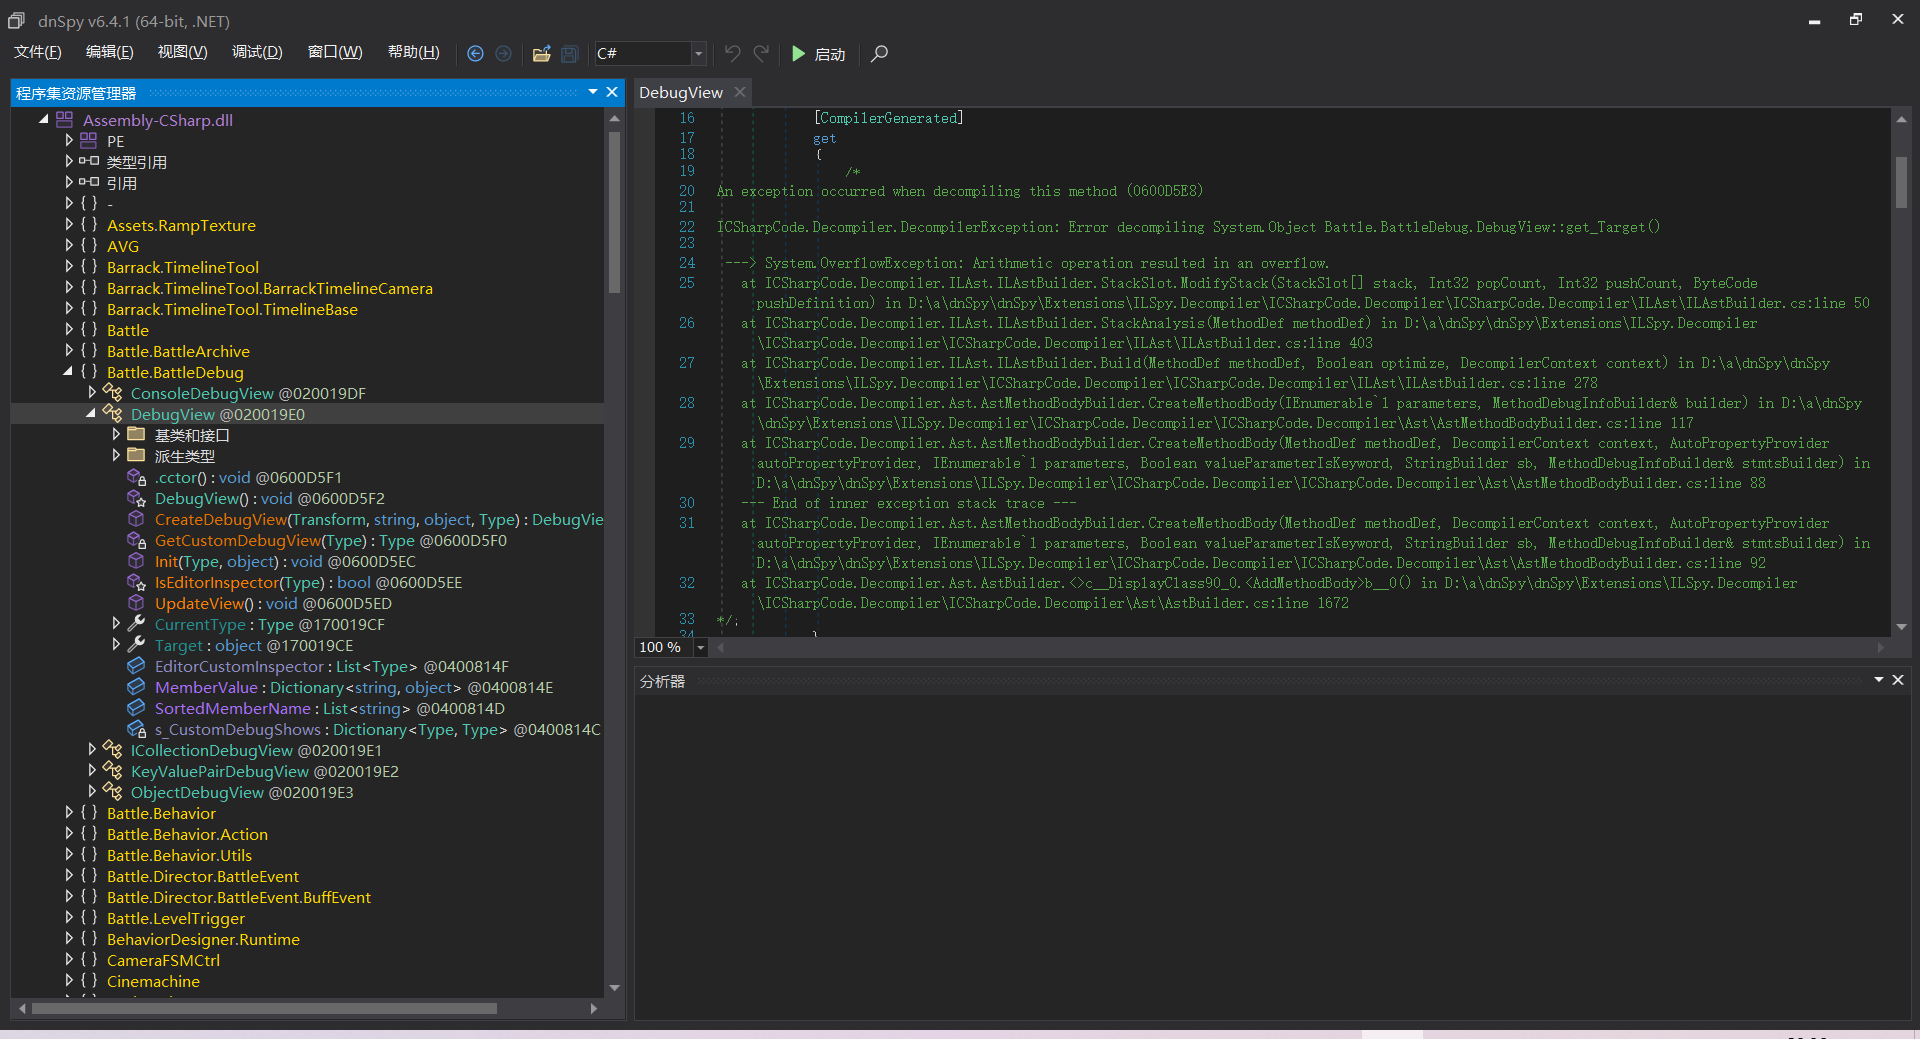 dnSpy v6.4.1 (64-bit, .NET)
文件(F) 编辑(E) 视图(V) 调试(D) 窗口(W) 帮助(H) C# 启动
程序集资源管理器
Assembly-CSharp.dll
PE
类型引用
引用
{ } -
{ } Assets.RampTexture
{ } AVG
{ } Barrack.TimelineTool
{ } Barrack.TimelineTool.BarrackTimelineCamera
{ } Barrack.TimelineTool.TimelineBase
{ } Battle
{ } Battle.BattleArchive
{ } Battle.BattleDebug
ConsoleDebugView @020019DF
DebugView @020019E0
基类和接口
派生类型
.cctor() : void @0600D5F1
DebugView() : void @0600D5F2
CreateDebugView(Transform, string, object, Type) : DebugVie
GetCustomDebugView(Type) : Type @0600D5F0
Init(Type, object) : void @0600D5EC
IsEditorInspector(Type) : bool @0600D5EE
UpdateView() : void @0600D5ED
CurrentType : Type @170019CF
Target : object @170019CE
EditorCustomInspector : List<Type> @0400814F
MemberValue : Dictionary<string, object> @0400814E
SortedMemberName : List<string> @0400814D
s_CustomDebugShows : Dictionary<Type, Type> @0400814C
ICollectionDebugView @020019E1
KeyValuePairDebugView @020019E2
ObjectDebugView @020019E3
{ } Battle.Behavior
{ } Battle.Behavior.Action
{ } Battle.Behavior.Utils
{ } Battle.Director.BattleEvent
{ } Battle.Director.BattleEvent.BuffEvent
{ } Battle.LevelTrigger
{ } BehaviorDesigner.Runtime
{ } CameraFSMCtrl
{ } Cinemachine
DebugView
16 [CompilerGenerated]
17 get
18 {
19 /*
20 An exception occurred when decompiling this method (0600D5E8)
21
22 ICSharpCode.Decompiler.DecompilerException: Error decompiling System.Object Battle.BattleDebug.DebugView::get_Target()
23
24 ---> System.OverflowException: Arithmetic operation resulted in an overflow.
25 at ICSharpCode.Decompiler.ILAst.ILAstBuilder.StackSlot.ModifyStack(StackSlot[] stack, Int32 popCount, Int32 pushCount, ByteCode
pushDefinition) in D:\a\dnSpy\dnSpy\Extensions\ILSpy.Decompiler\ICSharpCode.Decompiler\ICSharpCode.Decompiler\ILAst\ILAstBuilder.cs:line 50
26 at ICSharpCode.Decompiler.ILAst.ILAstBuilder.StackAnalysis(MethodDef methodDef) in D:\a\dnSpy\dnSpy\Extensions\ILSpy.Decompiler
\ICSharpCode.Decompiler\ICSharpCode.Decompiler\ILAst\ILAstBuilder.cs:line 403
27 at ICSharpCode.Decompiler.ILAst.ILAstBuilder.Build(MethodDef methodDef, Boolean optimize, DecompilerContext context) in D:\a\dnSpy\dnSpy
\Extensions\ILSpy.Decompiler\ICSharpCode.Decompiler\ICSharpCode.Decompiler\ILAst\ILAstBuilder.cs:line 278
28 at ICSharpCode.Decompiler.Ast.AstMethodBodyBuilder.CreateMethodBody(IEnumerable`1 parameters, MethodDebugInfoBuilder& builder) in D:\a\dnSpy
\dnSpy\Extensions\ILSpy.Decompiler\ICSharpCode.Decompiler\ICSharpCode.Decompiler\Ast\AstMethodBodyBuilder.cs:line 117
29 at ICSharpCode.Decompiler.Ast.AstMethodBodyBuilder.CreateMethodBody(MethodDef methodDef, DecompilerContext context, AutoPropertyProvider
autoPropertyProvider, IEnumerable`1 parameters, Boolean valueParameterIsKeyword, StringBuilder sb, MethodDebugInfoBuilder& stmtsBuilder) in
D:\a\dnSpy\dnSpy\Extensions\ILSpy.Decompiler\ICSharpCode.Decompiler\ICSharpCode.Decompiler\Ast\AstMethodBodyBuilder.cs:line 88
30 --- End of inner exception stack trace ---
31 at ICSharpCode.Decompiler.Ast.AstMethodBodyBuilder.CreateMethodBody(MethodDef methodDef, DecompilerContext context, AutoPropertyProvider
autoPropertyProvider, IEnumerable`1 parameters, Boolean valueParameterIsKeyword, StringBuilder sb, MethodDebugInfoBuilder& stmtsBuilder) in
D:\a\dnSpy\dnSpy\Extensions\ILSpy.Decompiler\ICSharpCode.Decompiler\ICSharpCode.Decompiler\Ast\AstMethodBodyBuilder.cs:line 92
32 at ICSharpCode.Decompiler.Ast.AstBuilder.<>c__DisplayClass90_0.<AddMethodBody>b__0() in D:\a\dnSpy\dnSpy\Extensions\ILSpy.Decompiler
\ICSharpCode.Decompiler\ICSharpCode.Decompiler\Ast\AstBuilder.cs:line 1672
33 */;
34 }
100 %
分析器